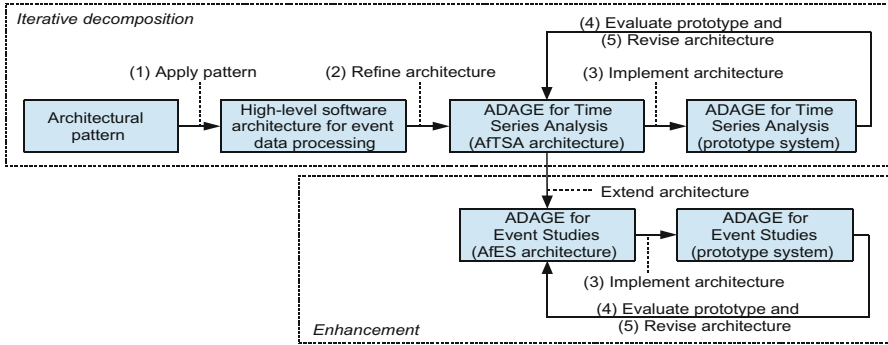 Iterative decomposition
(4) Evaluate prototype and
(5) Revise architecture
(1) Apply pattern
(2) Refine architecture
(3) Implement architecture
Architectural
pattern
High-level software
architecture for event
data processing
ADAGE for Time
Series Analysis
(AfTSA architecture)
ADAGE for Time
Series Analysis
(prototype system)
Extend architecture
ADAGE for
Event Studies
(AfES architecture)
ADAGE for
Event Studies
(prototype system)
(3) Implement architecture
(4) Evaluate prototype and
(5) Revise architecture
Enhancement